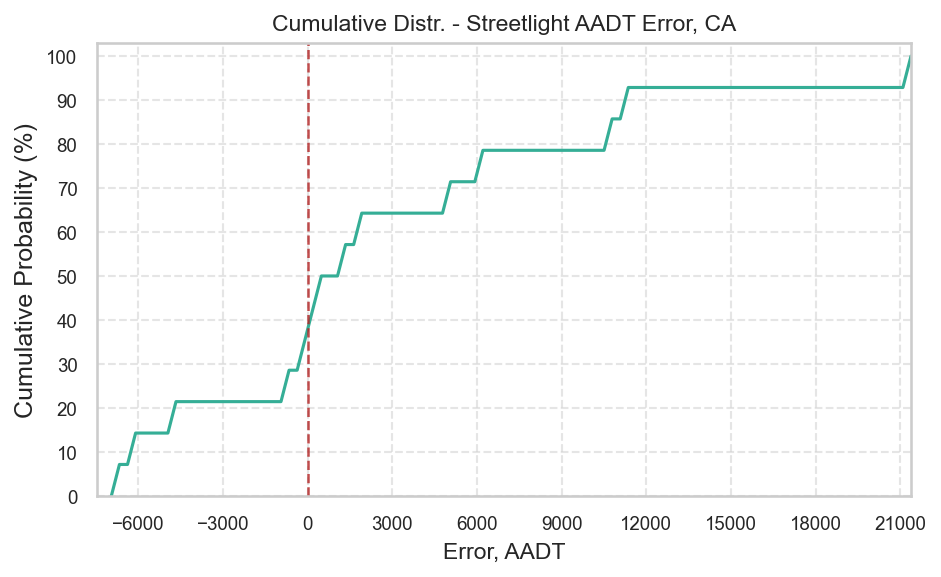 Cumulative Distr. - Streetlight AADT Error, CA
Cumulative Probability (%)
100
90
80
70
60
50
40
30
20
10
0
−6000 −3000 0 3000 6000 9000 12000 15000 18000 21000
Error, AADT